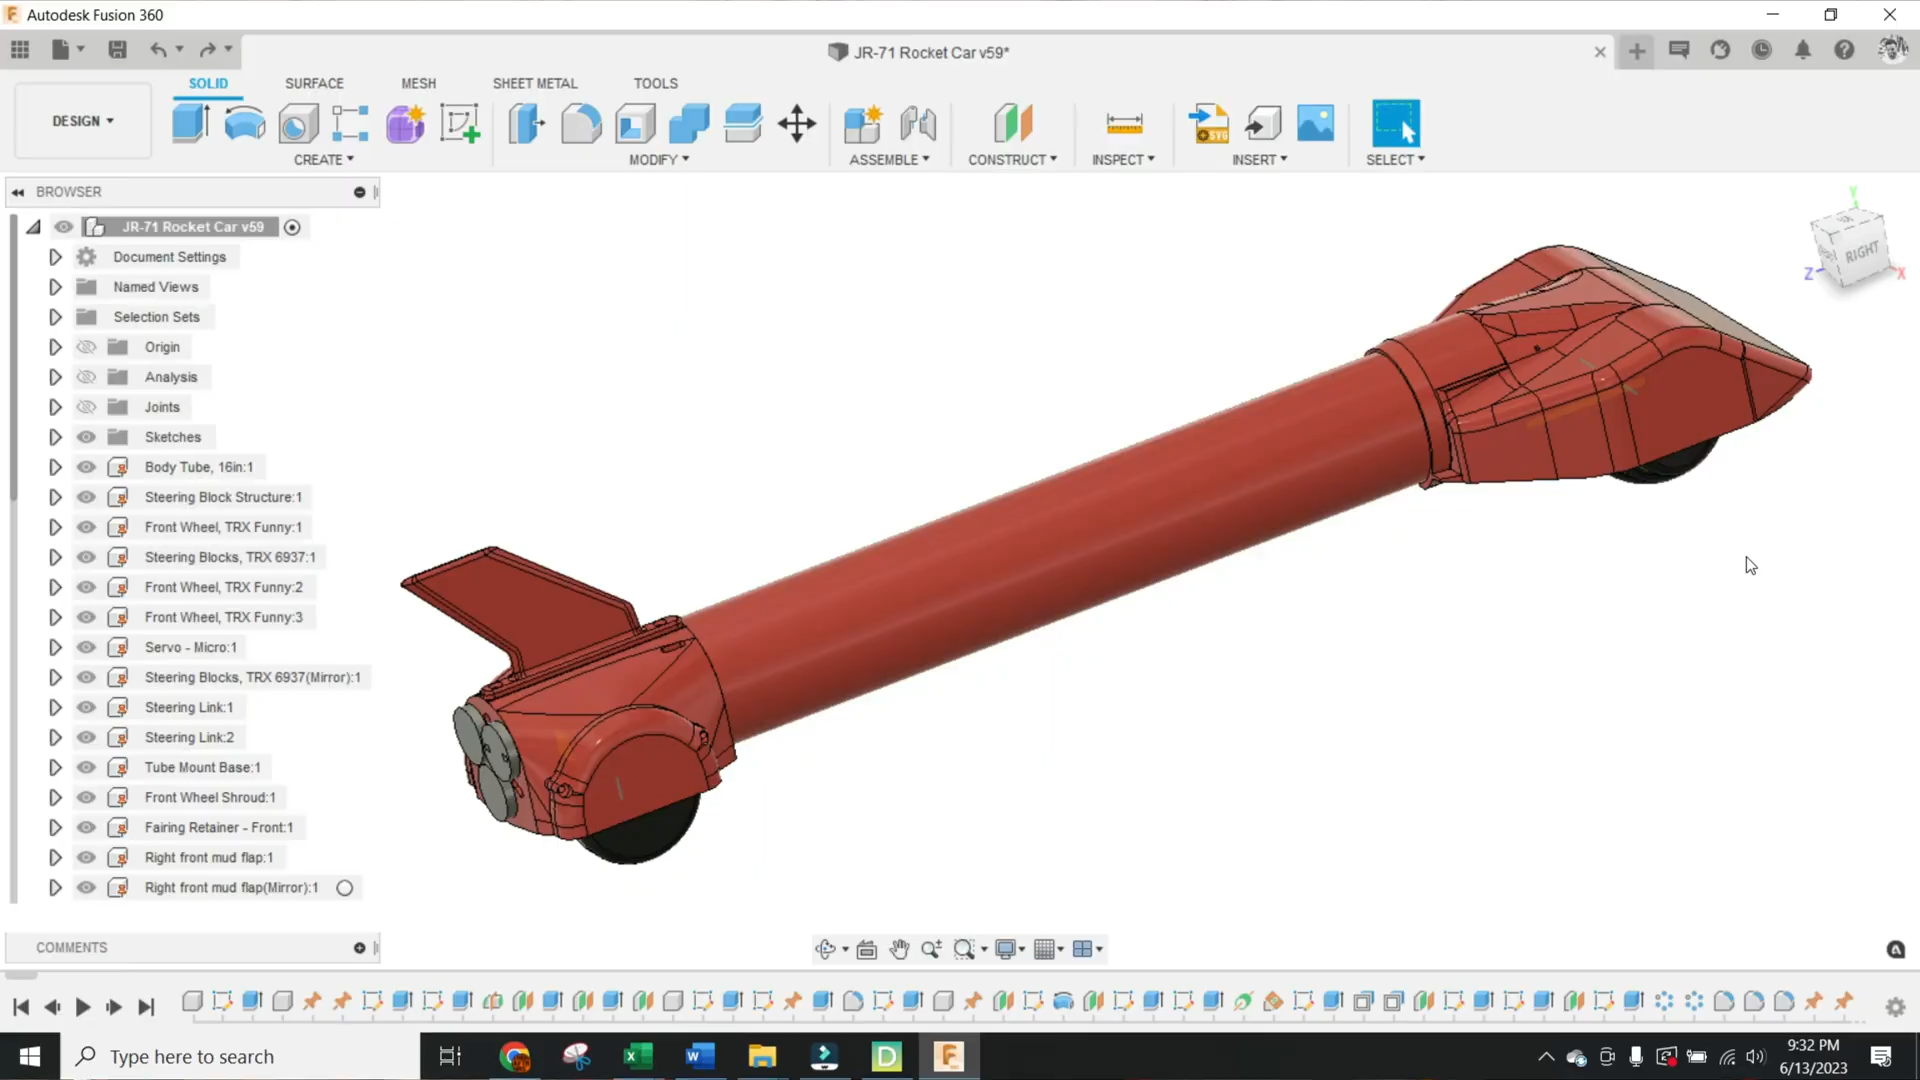 Autodesk Fusion 360
JR-71 Rocket Car v59*
SOLID SURFACE MESH SHEET METAL TOOLS
DESIGN
CREATE MODIFY ASSEMBLE CONSTRUCT INSPECT INSERT SELECT
SVG
BROWSER
JR-71 Rocket Car v59
Document Settings
Named Views
Selection Sets
Origin
Analysis
Joints
Sketches
Body Tube, 16in:1
Steering Block Structure:1
Front Wheel, TRX Funny:1
Steering Blocks, TRX 6937:1
Front Wheel, TRX Funny:2
Front Wheel, TRX Funny:3
Servo - Micro:1
Steering Blocks, TRX 6937(Mirror):1
Steering Link:1
Steering Link:2
Tube Mount Base:1
Front Wheel Shroud:1
Fairing Retainer - Front:1
Right front mud flap:1
Right front mud flap(Mirror):1
Y
RIGHT
Z
X
COMMENTS
Type here to search
9:32 PM
6/13/2023